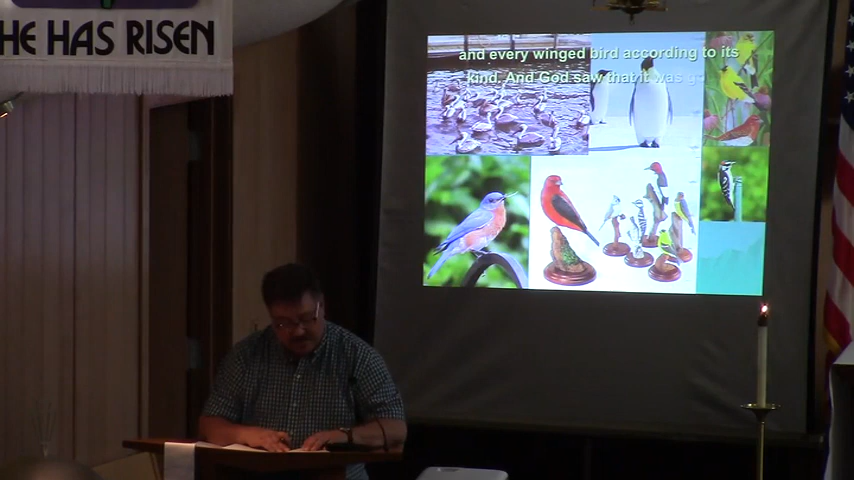 HE HAS RISEN
and every winged bird according to its
kind. And God saw that it was